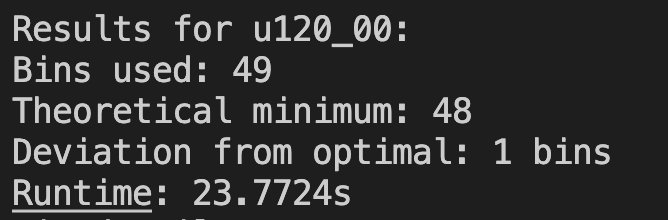 Results for u120_00:
Bins used: 49
Theoretical minimum: 48
Deviation from optimal: 1 bins
Runtime: 23.7724s